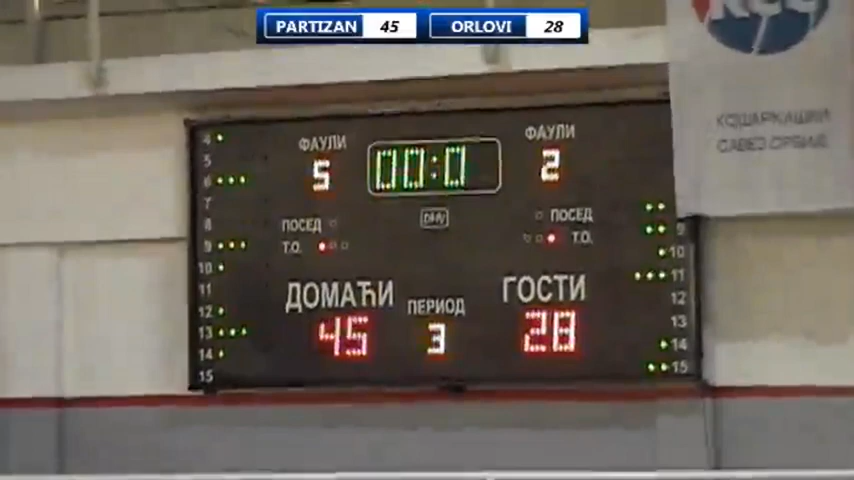 PARTIZAN 45 ORLOVI 28
КСС
КОШАРКАШКИ
САВЕЗ СРБИЈЕ
ФАУЛИ 00:0 ФАУЛИ
5 2
DHV
ПОСЕД ПОСЕД
Т.О. Т.О.
ДОМАЋИ ПЕРИОД ГОСТИ
45 3 28
4
5
6
7
8
9
10
11
12
13
14
15
9
10
11
12
13
14
15